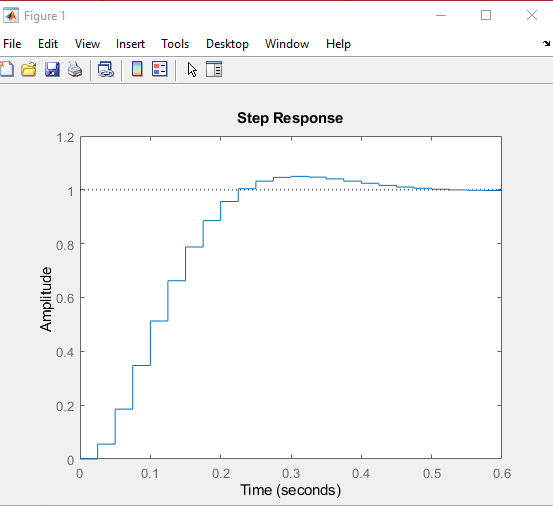 Figure 1
File Edit View Insert Tools Desktop Window Help
Step Response
1.2
1
0.8
0.6
0.4
0.2
0
Amplitude
0 0.1 0.2 0.3 0.4 0.5 0.6
Time (seconds)